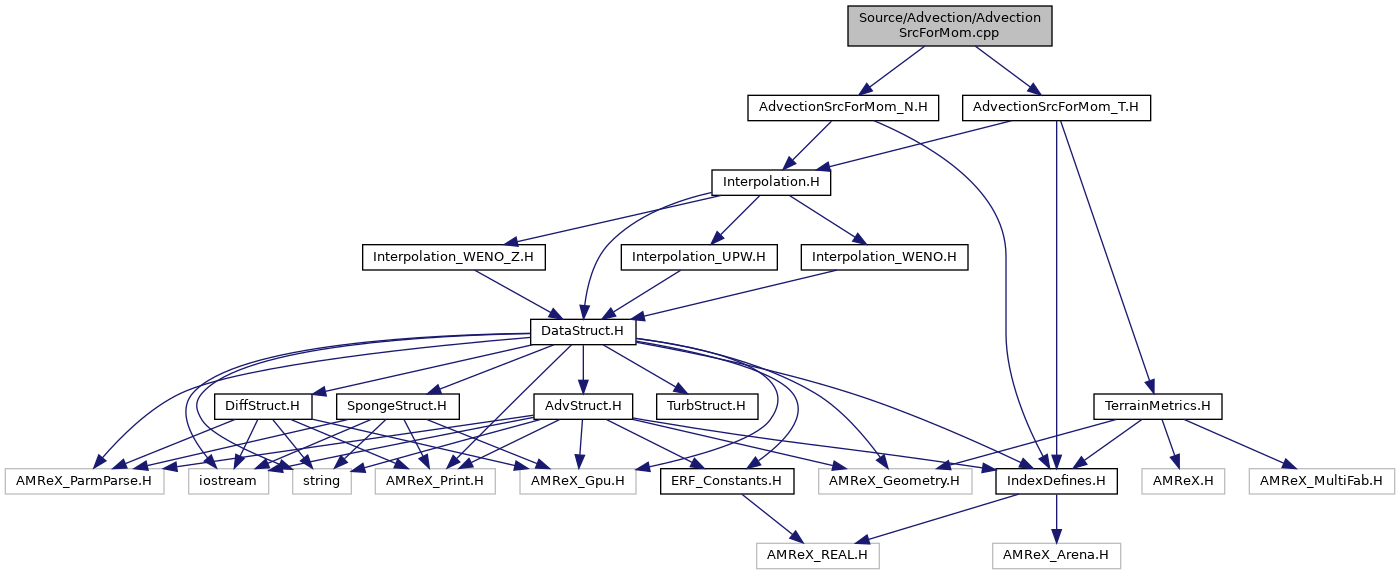 Source/Advection/Advection
SrcForMom.cpp
AdvectionSrcForMom_N.H
AdvectionSrcForMom_T.H
Interpolation.H
Interpolation_WENO_Z.H
Interpolation_UPW.H
Interpolation_WENO.H
DataStruct.H
DiffStruct.H
SpongeStruct.H
AdvStruct.H
TurbStruct.H
TerrainMetrics.H
AMReX_ParmParse.H
iostream
string
AMReX_Print.H
AMReX_Gpu.H
ERF_Constants.H
AMReX_Geometry.H
IndexDefines.H
AMReX.H
AMReX_MultiFab.H
AMReX_REAL.H
AMReX_Arena.H